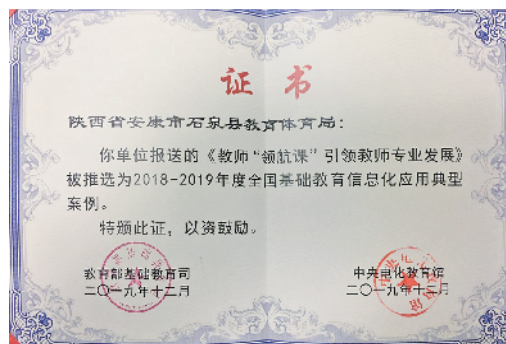 证书
陕西省安康市石泉县教育体育局：
你单位报送的《教师“领航课”引领教师专业发展》
被推选为2018-2019年度全国基础教育信息化应用典型
案例。
特颁此证，以资鼓励。
教育部基础教育司
二〇一九年十二月
中央电化教育馆
二〇一九年十二月